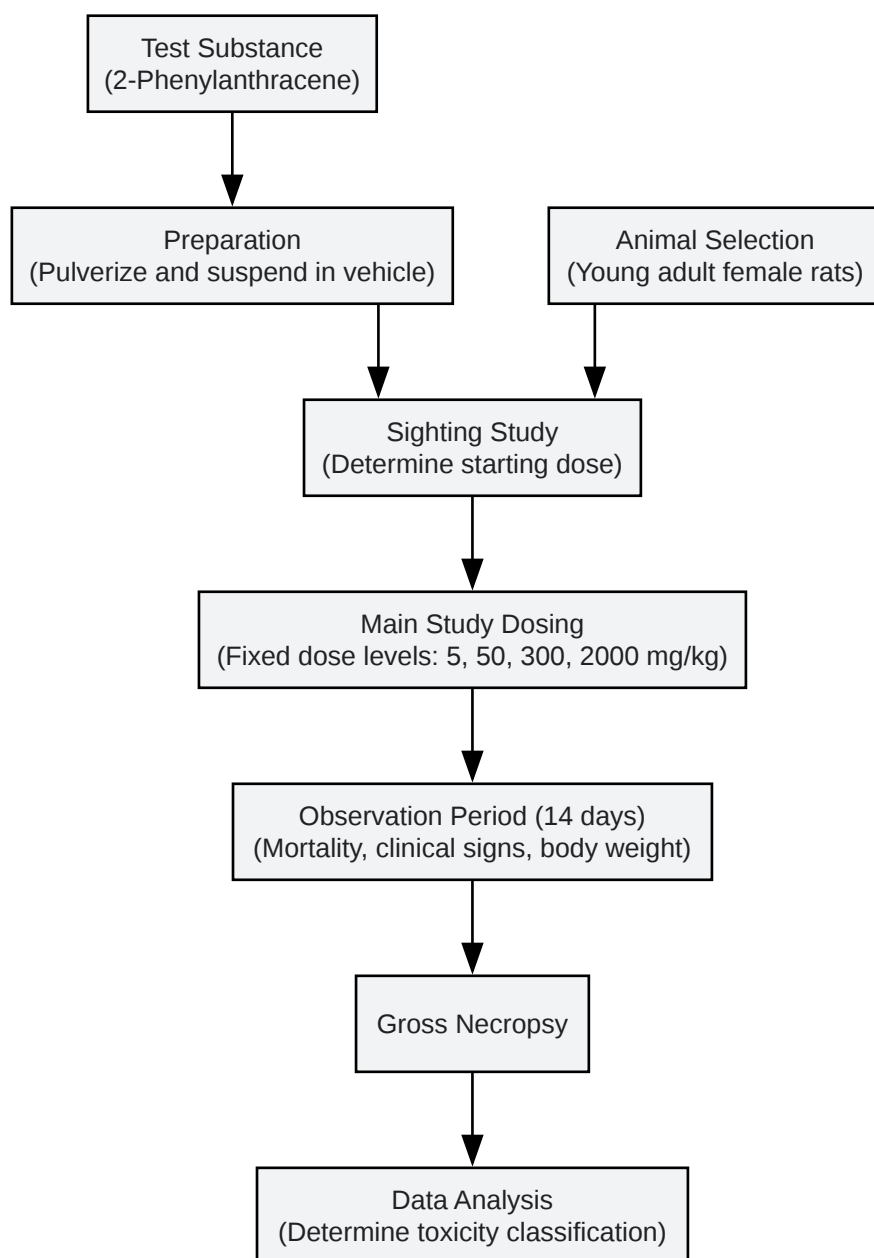 Test Substance
(2-Phenylanthracene)
Preparation
(Pulverize and suspend in vehicle)
Animal Selection
(Young adult female rats)
Sighting Study
(Determine starting dose)
Main Study Dosing
(Fixed dose levels: 5, 50, 300, 2000 mg/kg)
Observation Period (14 days)
(Mortality, clinical signs, body weight)
Gross Necropsy
Data Analysis
(Determine toxicity classification)